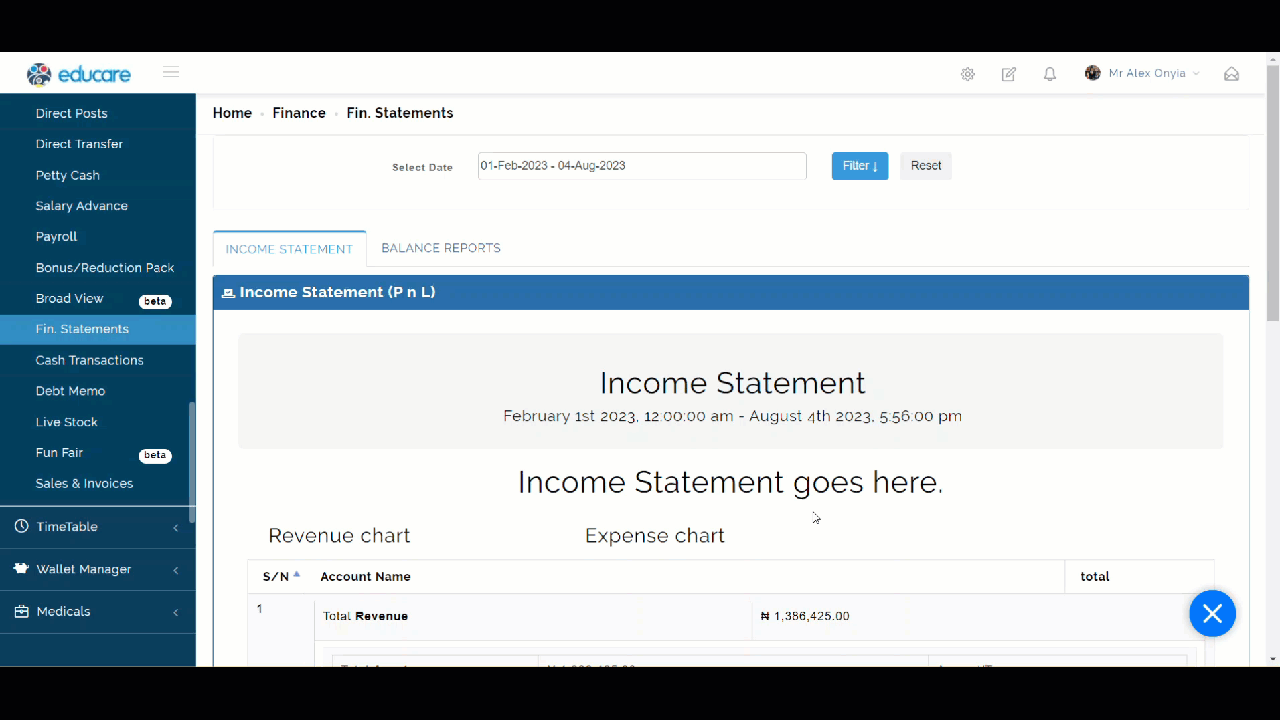 educare
Mr Alex Onyia
Direct Posts
Direct Transfer
Petty Cash
Salary Advance
Payroll
Bonus/Reduction Pack
Broad View beta
Fin. Statements
Cash Transactions
Debt Memo
Live Stock
Fun Fair beta
Sales & Invoices
TimeTable
Wallet Manager
Medicals
Home Finance Fin. Statements
Select Date 01-Feb-2023 - 04-Aug-2023 Filter ↓ Reset
INCOME STATEMENT BALANCE REPORTS
Income Statement (P n L)
Income Statement
February 1st 2023, 12:00:00 am - August 4th 2023, 5:56:00 pm
Income Statement goes here.
Revenue chart Expense chart
S/N Account Name total
1 Total Revenue ₦ 1,386,425.00